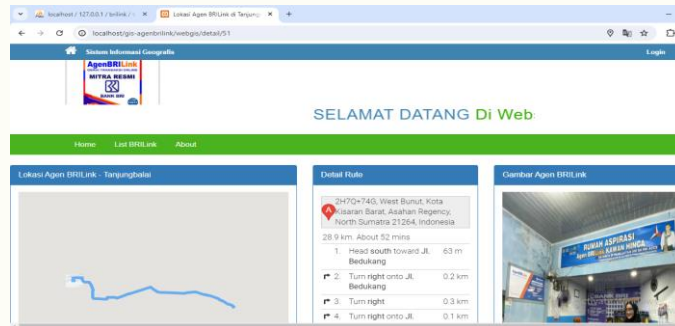 localhost / 127.0.0.1 / brilink /
Lokasi Agen BRILink di Tanjung
localhost/gis-agenbrilink/webgis/detail/51
Sistem Informasi Geografis
Login
AgenBRILink
MITRA RESMI
BANK BRI
SELAMAT DATANG Di Web
Home List BRILink About
Lokasi Agen BRILink - Tanjungbalai
Detail Rute
Gambar Agen BRILink
A
2H7Q+74G, West Bunut, Kota
Kisaran Barat, Asahan Regency,
North Sumatra 21264, Indonesia
28.9 km. About 52 mins
1. Head south toward Jl. Bedukang 63 m
2. Turn right onto Jl. Bedukang 0.2 km
3. Turn right 0.3 km
4. Turn right onto Jl. 0.1 km
RUMAH ASPIRASI